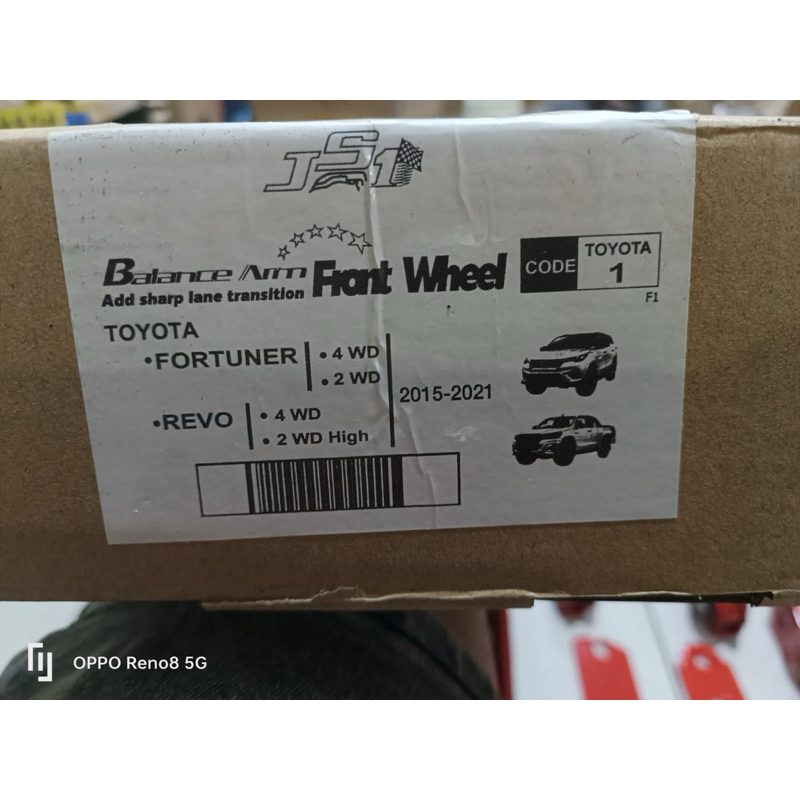 JS1
Balance Arm Front Wheel
Add sharp lane transition
CODE TOYOTA
1
F1
TOYOTA
•FORTUNER • 4 WD
• 2 WD
2015-2021
•REVO • 4 WD
• 2 WD High
OPPO Reno8 5G